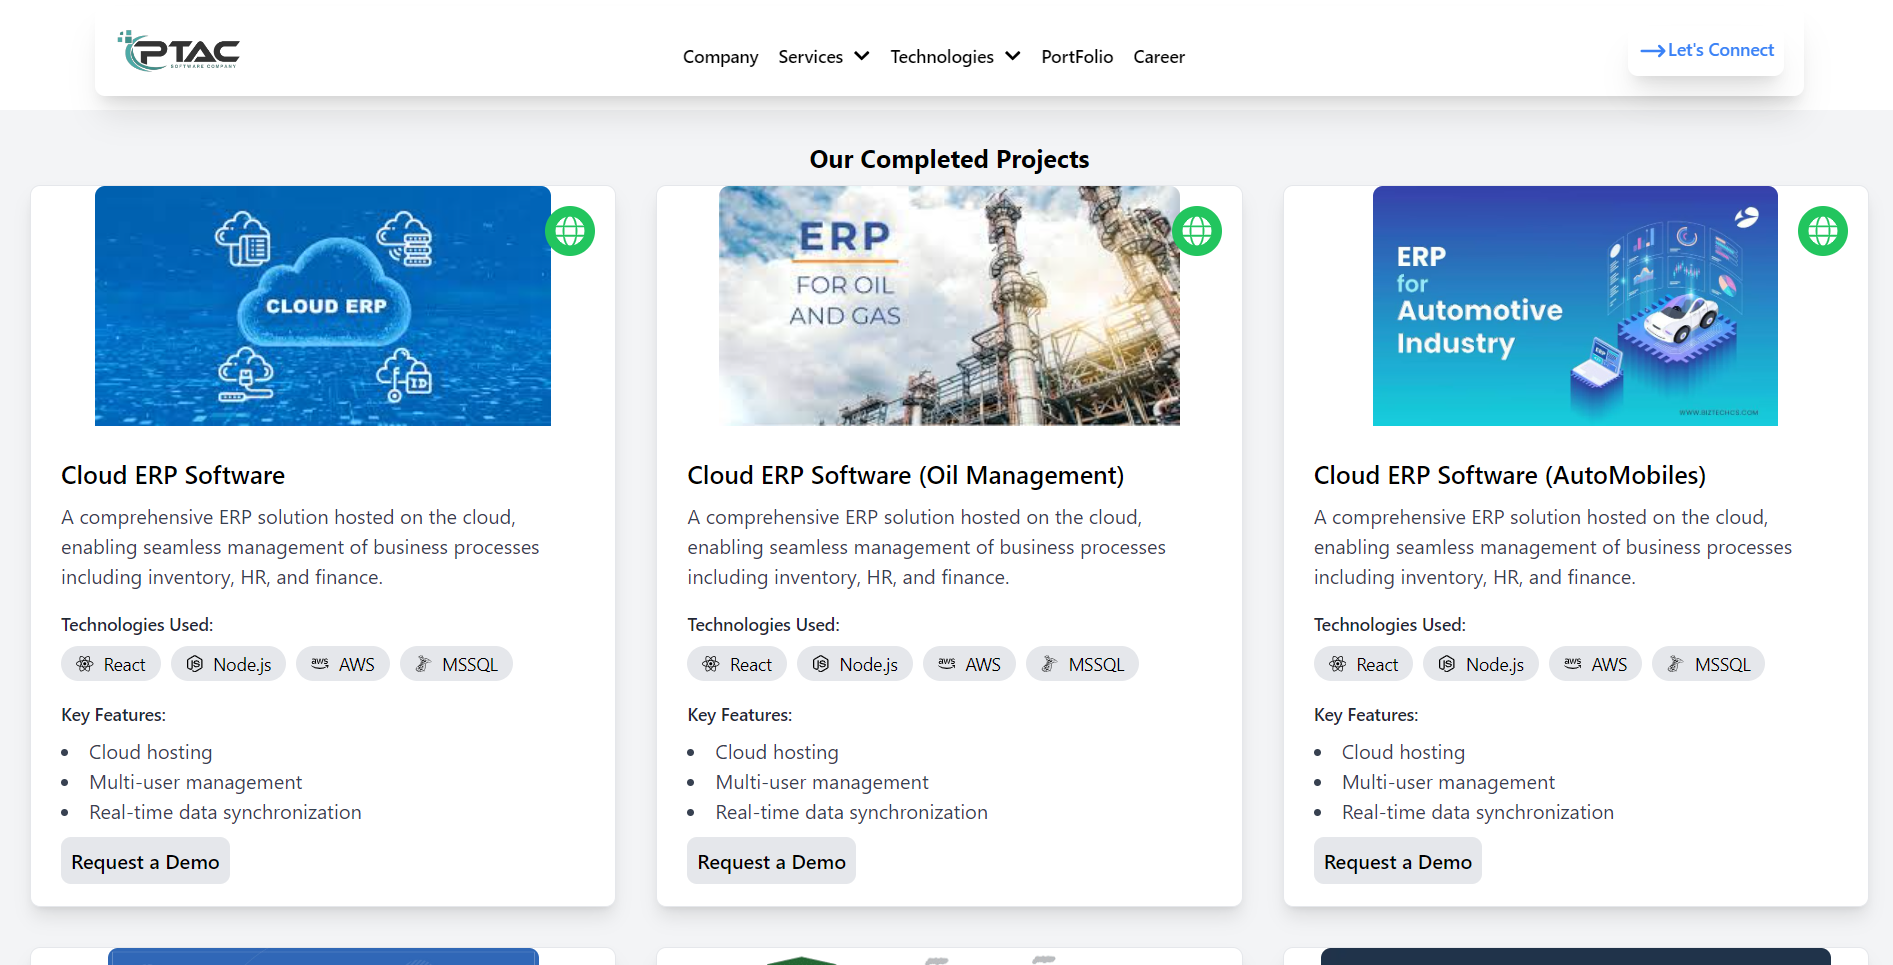 PTAC
SOFTWARE COMPANY
Company Services Technologies PortFolio Career
Let's Connect
Our Completed Projects
CLOUD ERP
ID
Cloud ERP Software
A comprehensive ERP solution hosted on the cloud,
enabling seamless management of business processes
including inventory, HR, and finance.
Technologies Used:
React Node.js aws AWS MSSQL
Key Features:
• Cloud hosting
• Multi-user management
• Real-time data synchronization
Request a Demo
ERP
FOR OIL
AND GAS
Cloud ERP Software (Oil Management)
A comprehensive ERP solution hosted on the cloud,
enabling seamless management of business processes
including inventory, HR, and finance.
Technologies Used:
React Node.js aws AWS MSSQL
Key Features:
• Cloud hosting
• Multi-user management
• Real-time data synchronization
Request a Demo
ERP
for
Automotive
Industry
ERP
WWW.BIZTECHCS.COM
Cloud ERP Software (AutoMobiles)
A comprehensive ERP solution hosted on the cloud,
enabling seamless management of business processes
including inventory, HR, and finance.
Technologies Used:
React Node.js aws AWS MSSQL
Key Features:
• Cloud hosting
• Multi-user management
• Real-time data synchronization
Request a Demo